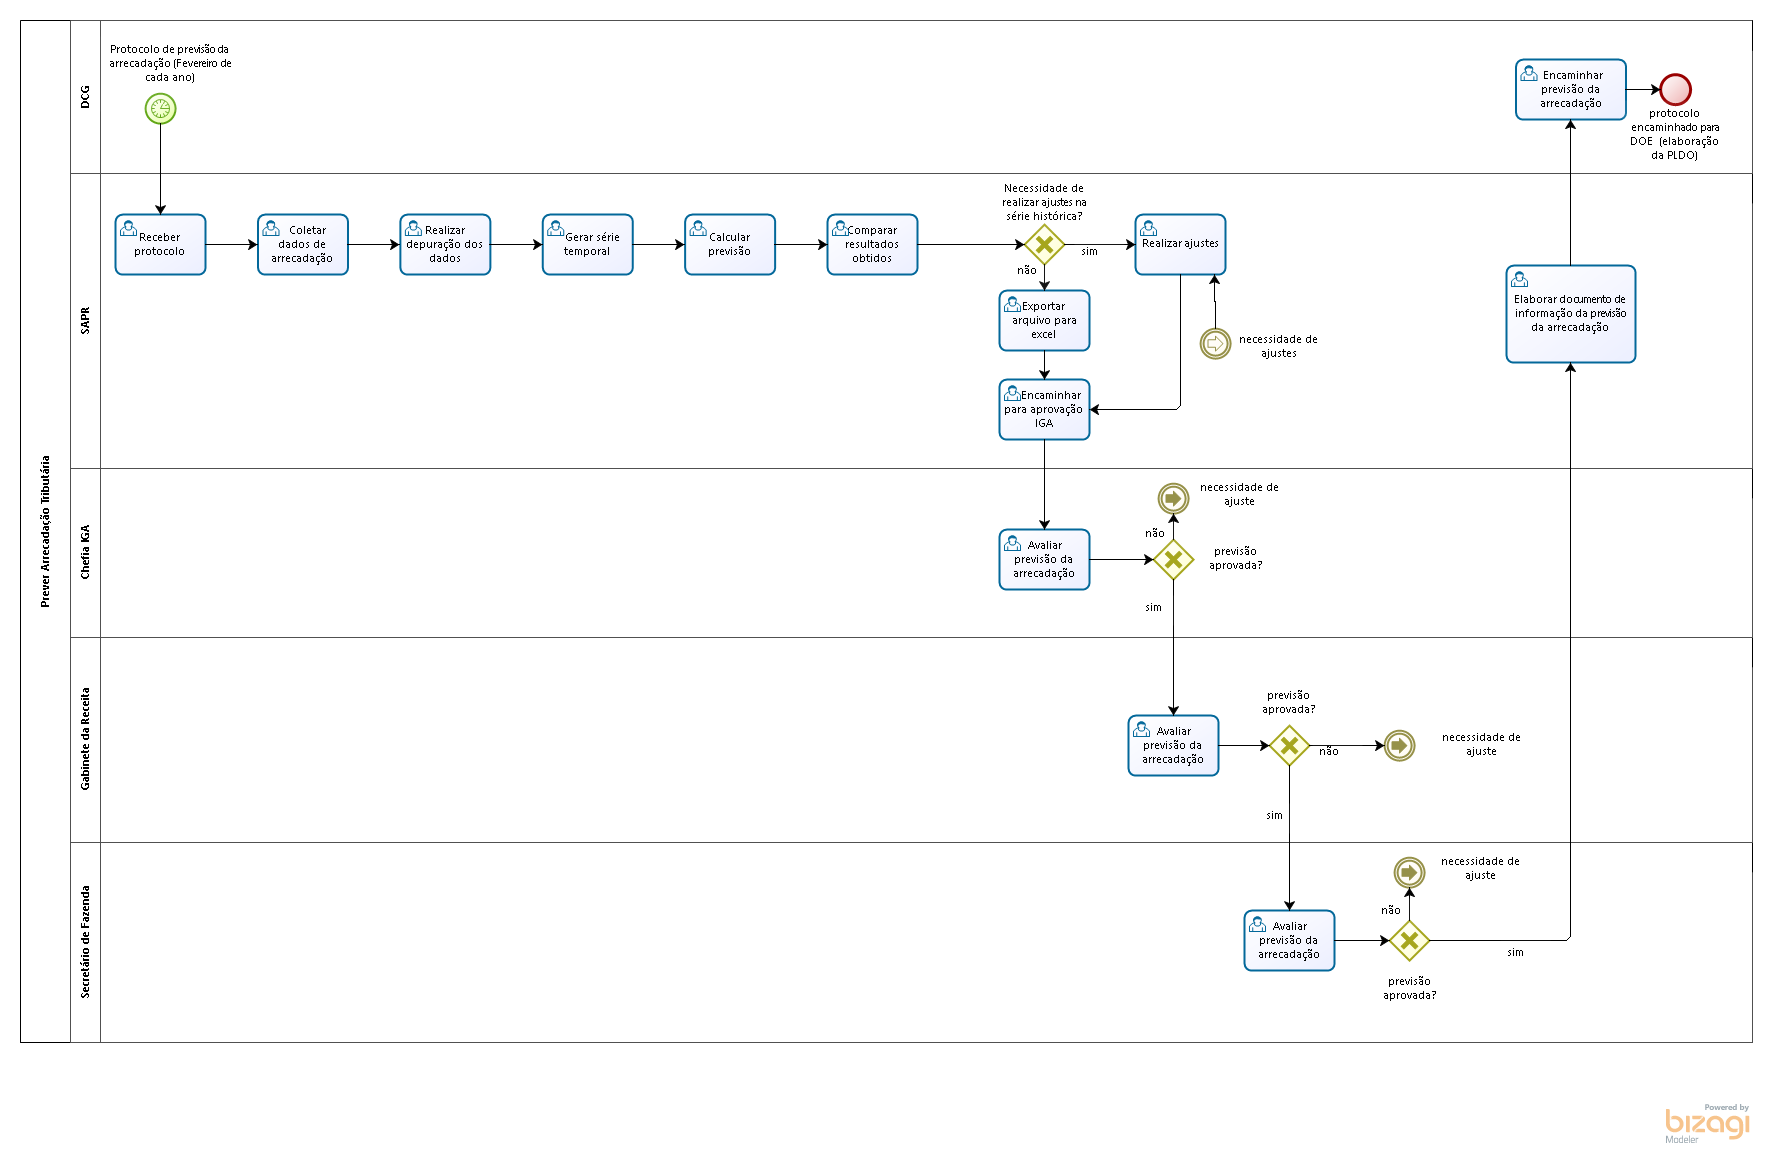 Prever Arrecadação Tributária
DCG
Protocolo de previsão da
arrecadação (Fevereiro de
cada ano)
Encaminhar
previsão da
arrecadação
protocolo
encaminhado para
DOE (elaboração
da PLDO)
SAPR
Receber
protocolo
Coletar
dados de
arrecadação
Realizar
depuração dos
dados
Gerar série
temporal
Calcular
previsão
Comparar
resultados
obtidos
Necessidade de
realizar ajustes na
série histórica?
sim
não
Realizar ajustes
Exportar
arquivo para
excel
necessidade de
ajustes
Encaminhar
para aprovação
IGA
Elaborar documento de
informação da previsão
da arrecadação
Chefia IGA
Avaliar
previsão da
arrecadação
necessidade de
ajuste
não
previsão
aprovada?
sim
Gabinete da Receita
Avaliar
previsão da
arrecadação
previsão
aprovada?
não
necessidade de
ajuste
sim
Secretário de Fazenda
Avaliar
previsão da
arrecadação
necessidade de
ajuste
não
sim
previsão
aprovada?
Powered by
bizagi
Modeler